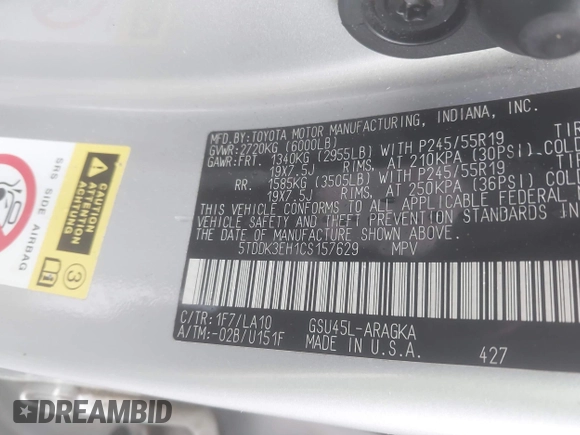 MFD.BY:TOYOTA MOTOR MANUFACTURING, INDIANA, INC.
GVWR:2720KG (6000LB)
GAWR:FRT. 1340KG (2955LB) WITH P245/55R19 TIR
19X7.5J RIMS, AT 210KPA (30PSI) COLD
RR. 1585KG (3505LB) WITH P245/55R19 TIR
19X7.5J RIMS, AT 250KPA (36PSI) COLD
THIS VEHICLE CONFORMS TO ALL APPLICABLE FEDERAL
VEHICLE SAFETY AND THEFT PREVENTION STANDARDS IN
THE DATE OF MANUFACTURE SHOWN ABOVE.
5TDDK3EH1CS157629 MPV
C/TR:1F7/LA10 GSU45L-ARAGKA
A/TM:-02B/U151F MADE IN U.S.A. 427
SRS SIDE AIRBAG
CAUTION
ATTENTION
ACHTUNG
3
DREAMBID